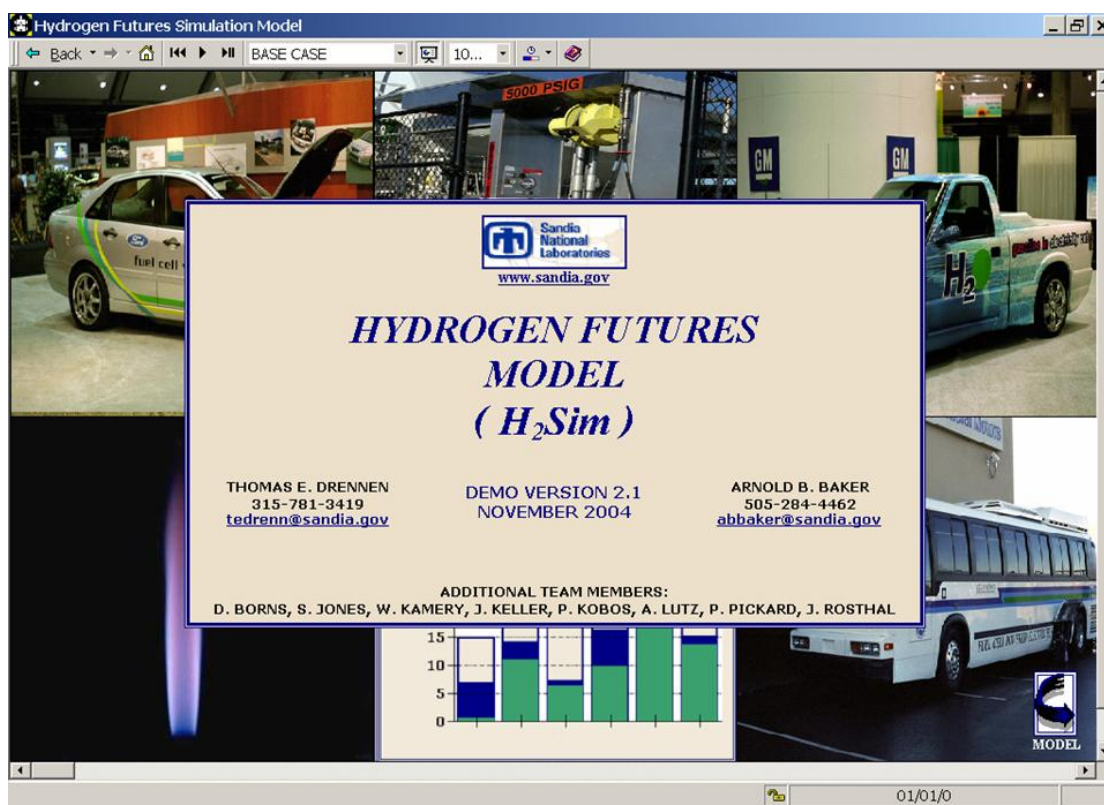 Hydrogen Futures Simulation Model
Back
BASE CASE
10...
5000 PSIG
GM
GM
fuel cell
H2
Sandia
National
Laboratories
www.sandia.gov
HYDROGEN FUTURES
MODEL
( H2Sim )
THOMAS E. DRENNEN
315-781-3419
tedrenn@sandia.gov
DEMO VERSION 2.1
NOVEMBER 2004
ARNOLD B. BAKER
505-284-4462
abbaker@sandia.gov
ADDITIONAL TEAM MEMBERS:
D. BORNS, S. JONES, W. KAMERY, J. KELLER, P. KOBOS, A. LUTZ, P. PICKARD, J. ROSTHAL
15
10
5
0
MODEL
01/01/0